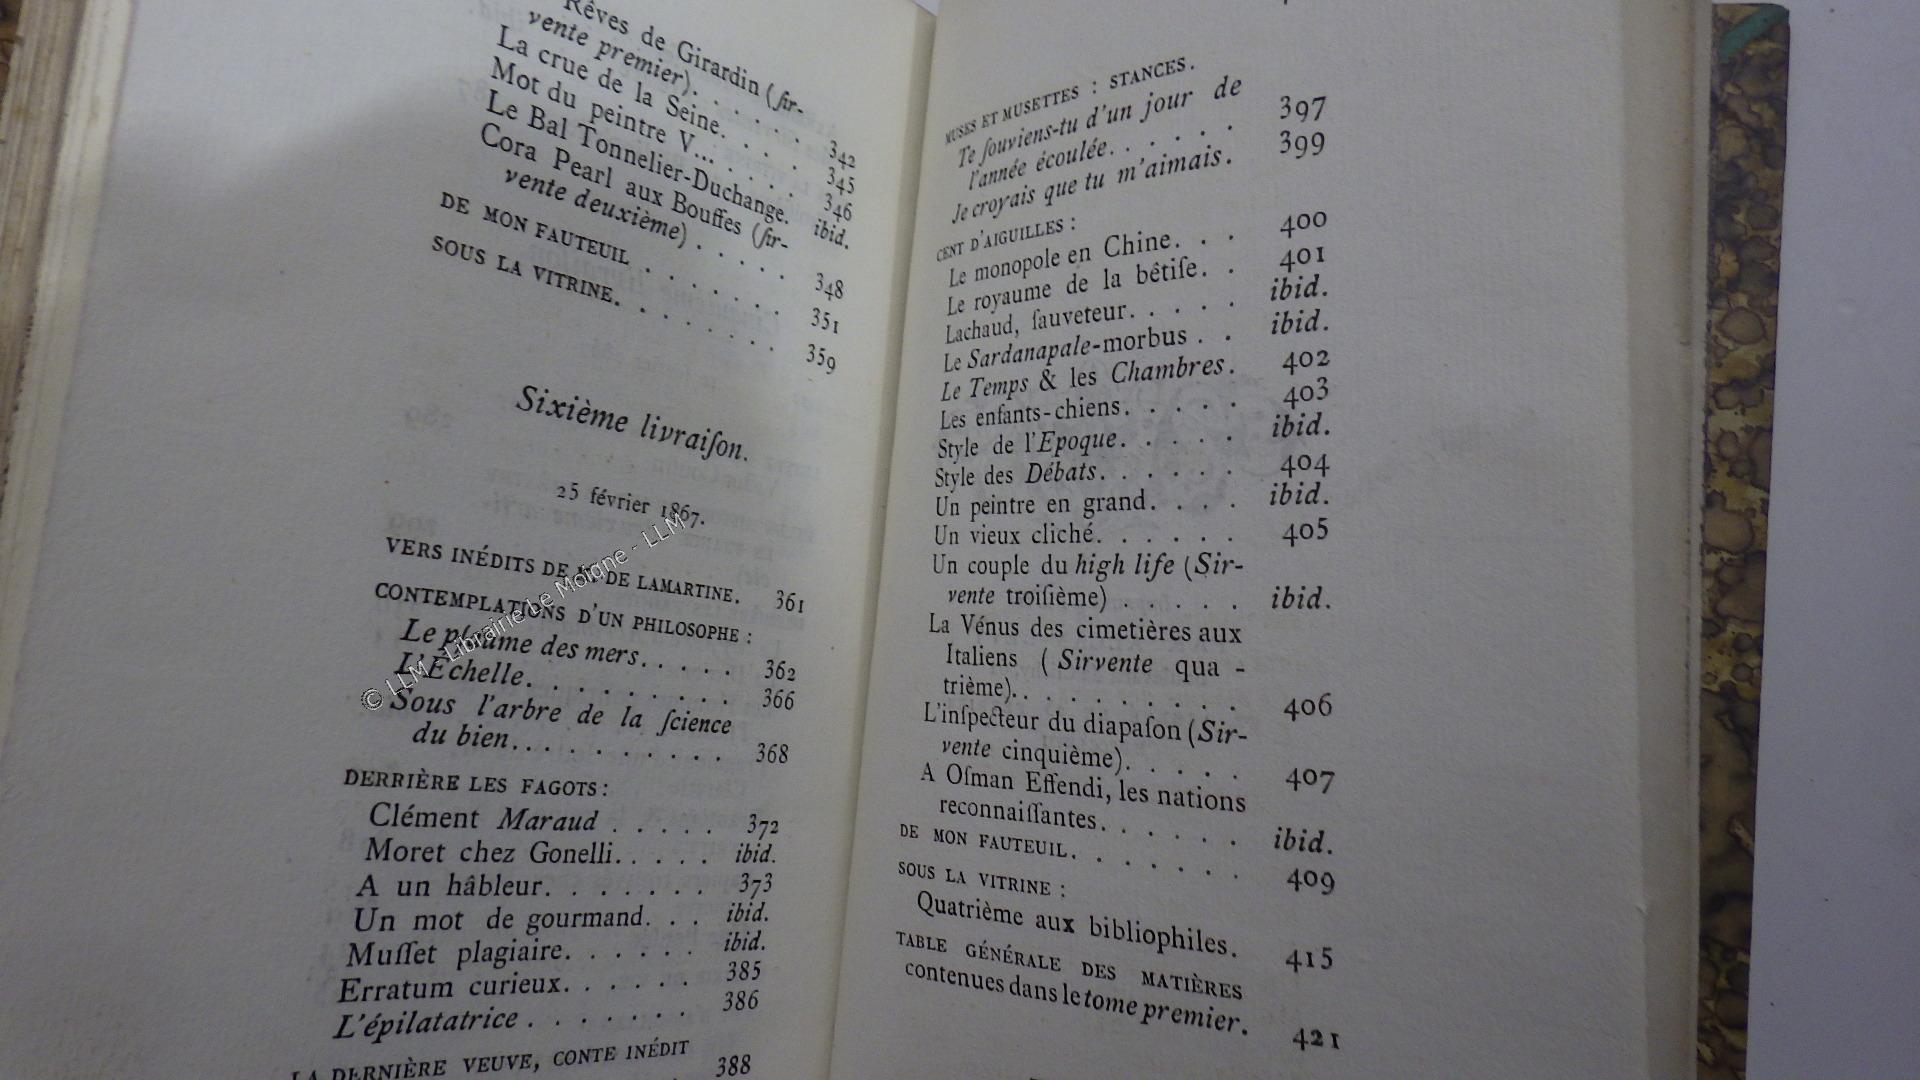 Rêves de Girardin (ſir-
vente premier). . . . . . 342
La crue de la Seine. . . . . 345
Mot du peintre V... . . . . . 346
Le Bal Tonnelier-Duchange. ibid.
Cora Pearl aux Bouffes (ſir-
vente deuxième) . . . . . . 348
DE MON FAUTEUIL . . . . . . . 351
SOUS LA VITRINE. . . . . . . . 359
Sixième livraiſon.
25 février 1867.
VERS INÉDITS DE M. DE LAMARTINE. 361
CONTEMPLATIONS D'UN PHILOSOPHE :
Le pſaume des mers. . . . . 362
L'Échelle. . . . . . . . . . 366
Sous l'arbre de la ſcience
du bien. . . . . . . . . . 368
DERRIÈRE LES FAGOTS :
Clément Maraud . . . . . 372
Moret chez Gonelli. . . . . ibid.
A un hâbleur. . . . . . . . 373
Un mot de gourmand. . . . ibid.
Muſſet plagiaire. . . . . . . ibid.
Erratum curieux. . . . . . . 385
L'épilatatrice . . . . . . . . 386
LA DERNIÈRE VEUVE, CONTE INÉDIT
388
MUSES ET MUSETTES : STANCES.
Te ſouviens-tu d'un jour de
l'année écoulée. . . . . . 397
Je croyais que tu m'aimais. 399
CENT D'AIGUILLES :
Le monopole en Chine. . . 400
Le royaume de la bêtiſe. . 401
Lachaud, ſauveteur. . . . . ibid.
Le Sardanapale-morbus . . ibid.
Le Temps & les Chambres. 402
Les enfants-chiens. . . . . 403
Style de l'Epoque. . . . . ibid.
Style des Débats. . . . . . 404
Un peintre en grand. . . . ibid.
Un vieux cliché. . . . . . 405
Un couple du high life (Sir-
vente troiſième) . . . . . ibid.
La Vénus des cimetières aux
Italiens ( Sirvente qua -
trième). . . . . . . . . . 406
L'inſpecteur du diapaſon (Sir-
vente cinquième). . . . . 407
A Oſman Effendi, les nations
reconnaiſſantes. . . . . . ibid.
DE MON FAUTEUIL. . . . . . 409
SOUS LA VITRINE :
Quatrième aux bibliophiles. 415
TABLE GÉNÉRALE DES MATIÈRES
contenues dans le tome premier. 421
© LLM - Librairie Le Moine - LLM